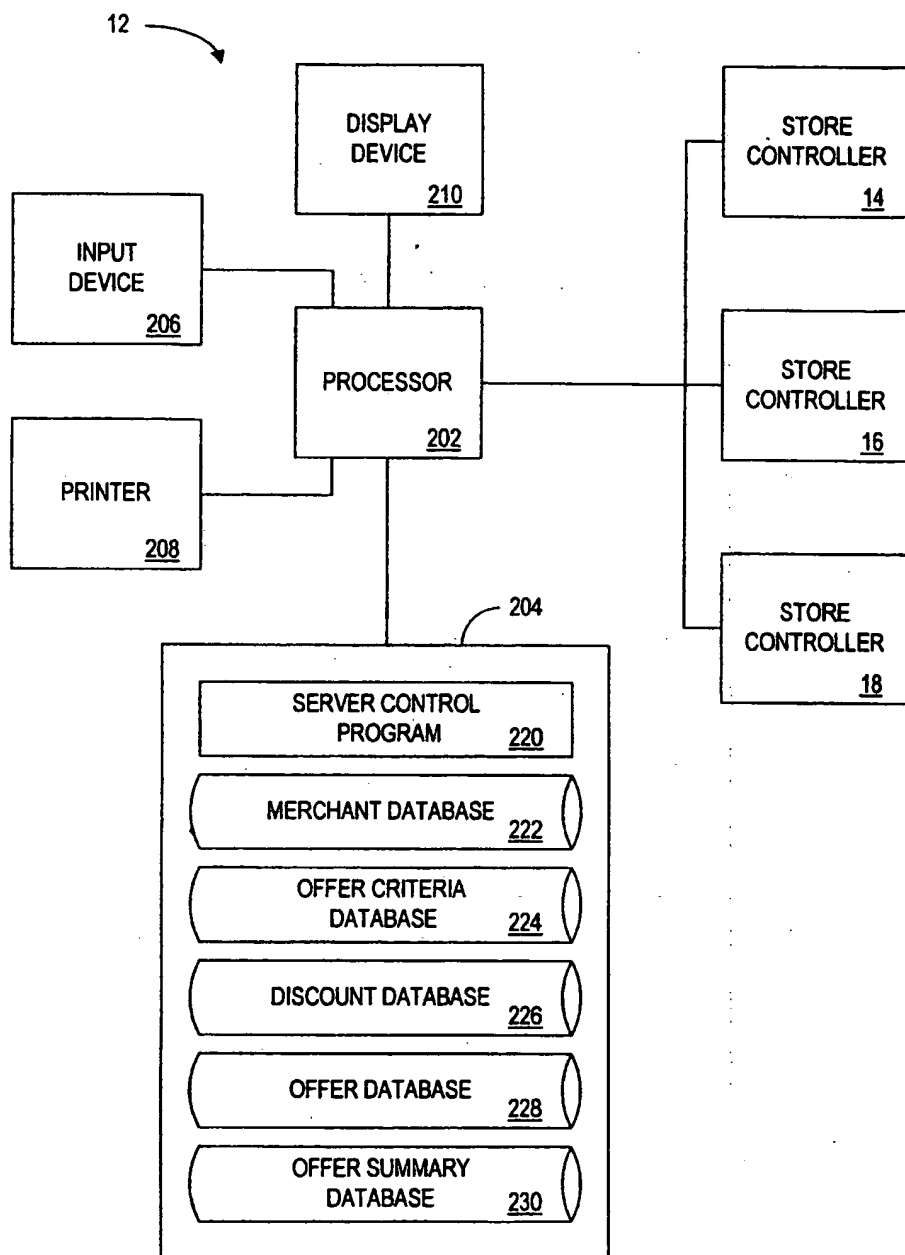 12
DISPLAY
DEVICE
210
STORE
CONTROLLER
14
INPUT
DEVICE
206
PROCESSOR
202
STORE
CONTROLLER
16
PRINTER
208
STORE
CONTROLLER
18
204
SERVER CONTROL
PROGRAM
220
MERCHANT DATABASE
222
OFFER CRITERIA
DATABASE
224
DISCOUNT DATABASE
226
OFFER DATABASE
228
OFFER SUMMARY
DATABASE
230